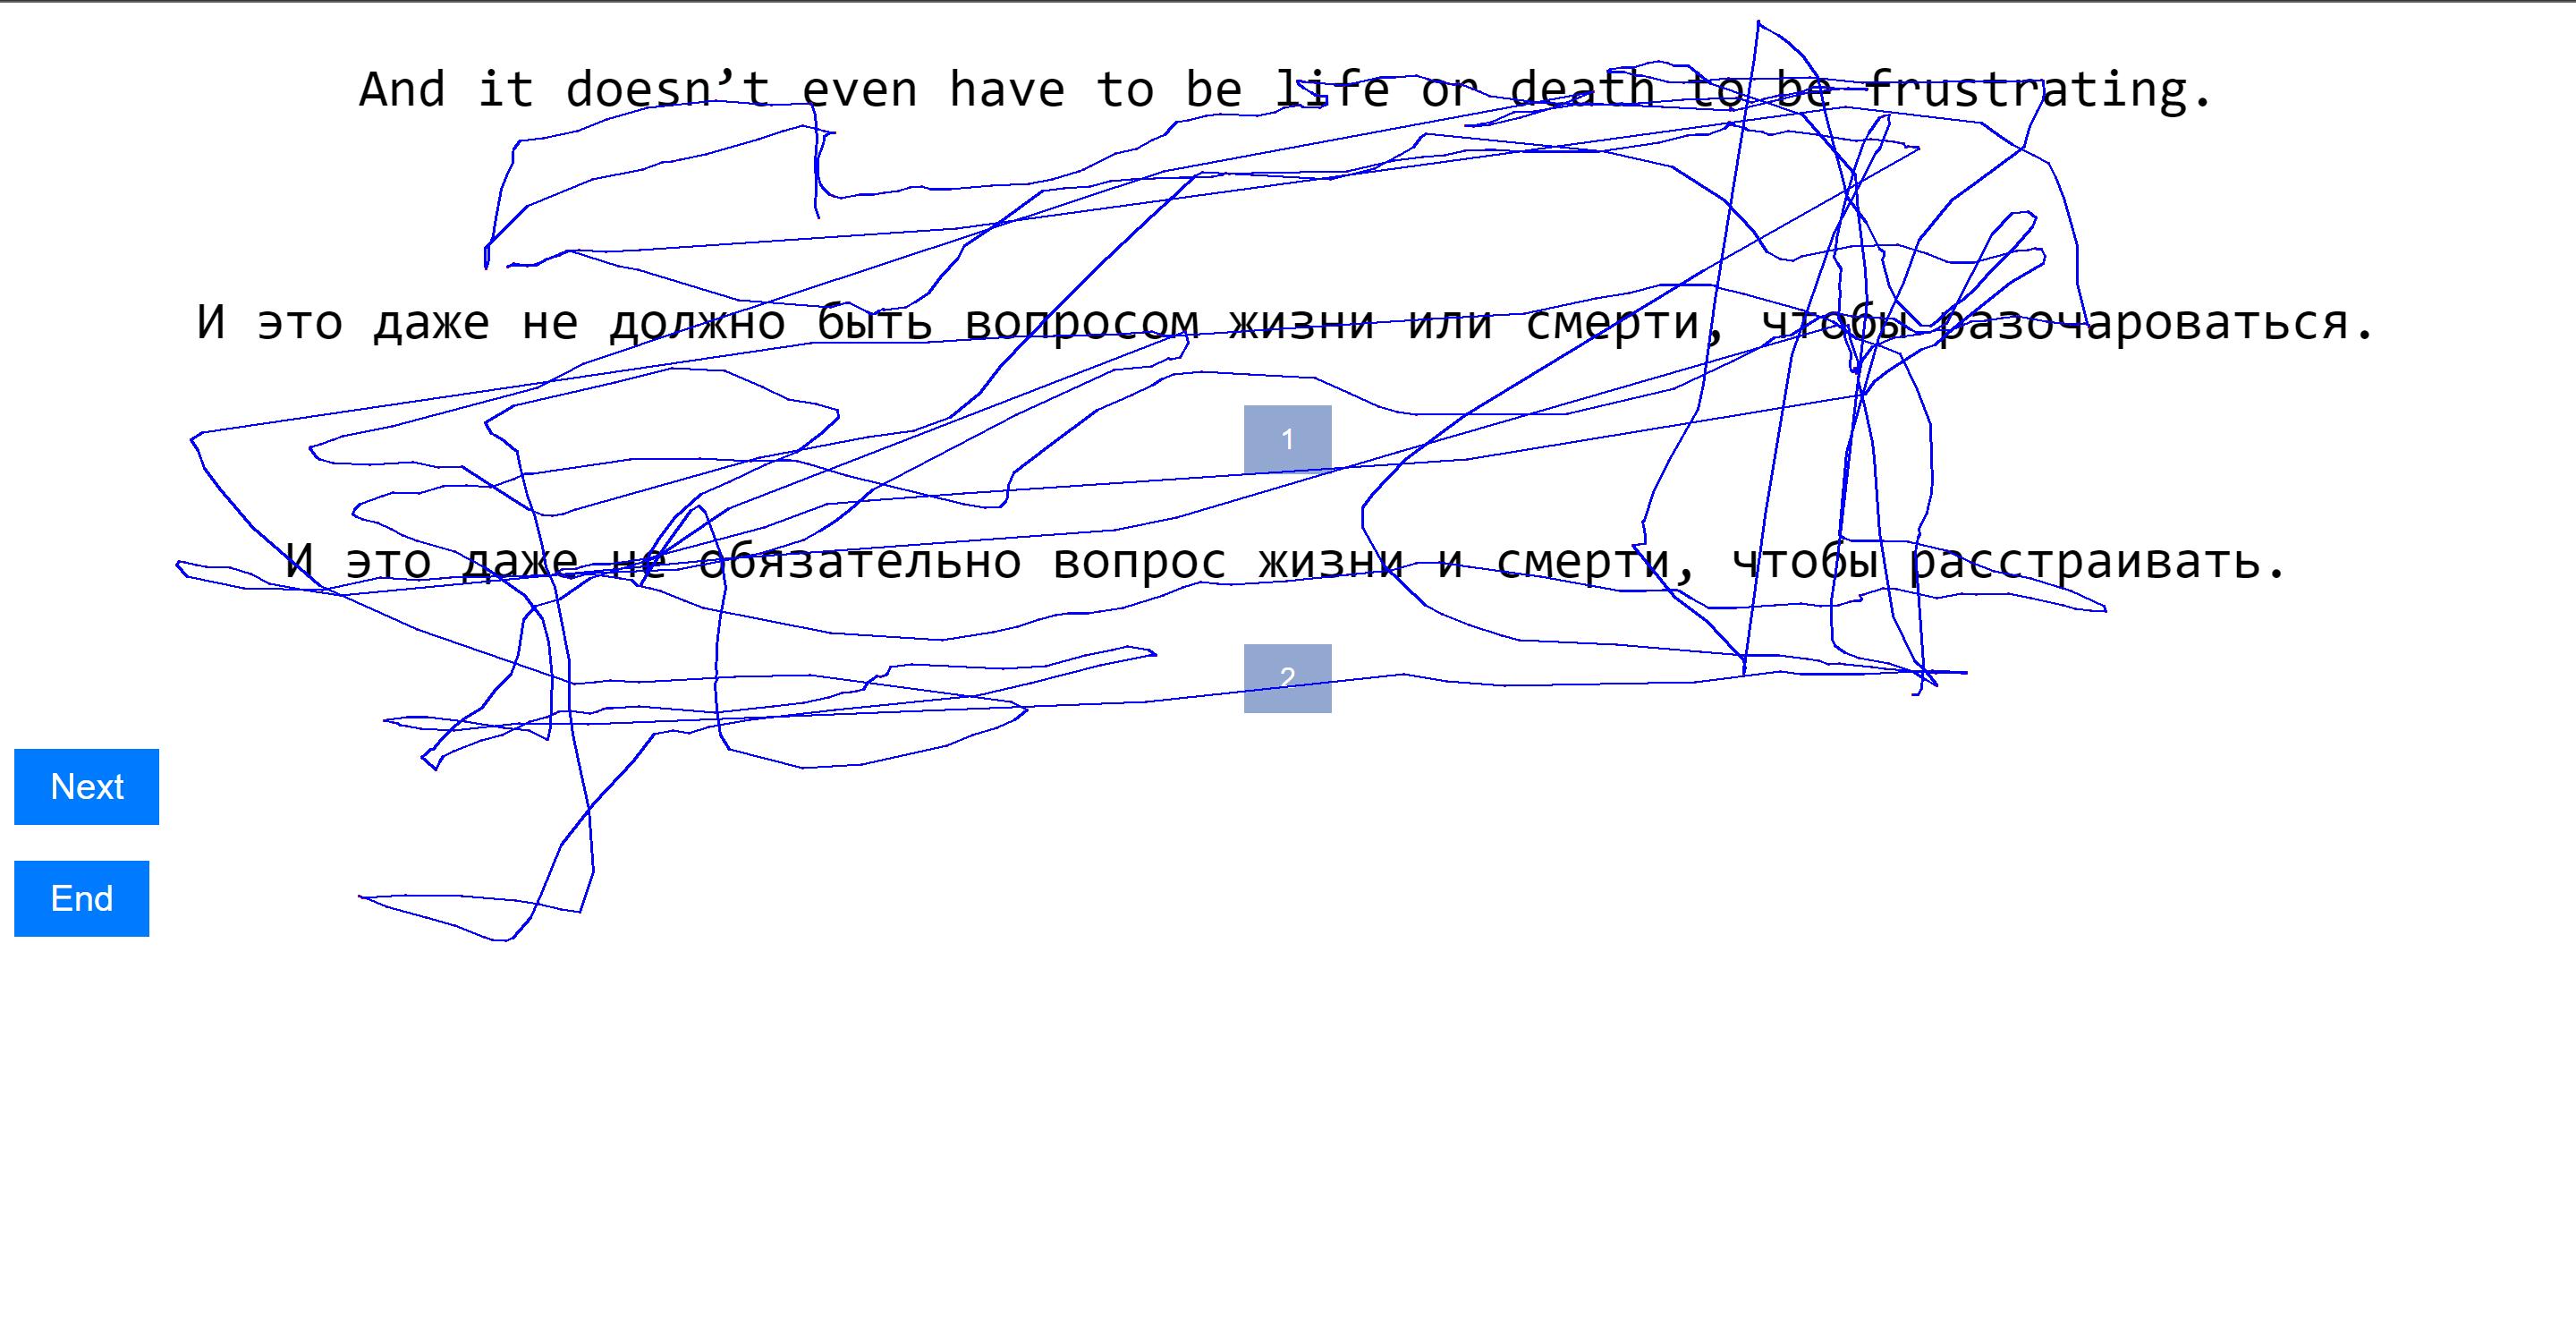 And it doesn’t even have to be life or death to be frustrating.
И это даже не должно быть вопросом жизни или смерти, чтобы разочароваться.
1
И это даже не обязательно вопрос жизни и смерти, чтобы расстраивать.
2
Next
End